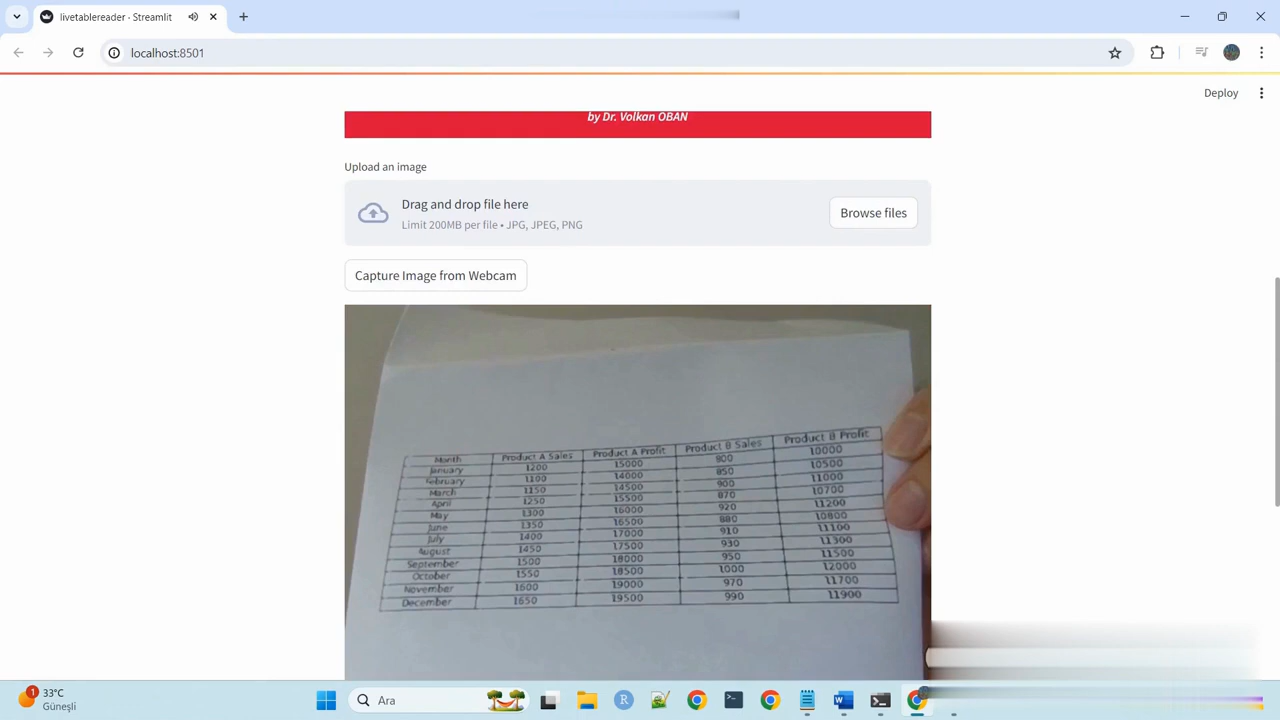 livetablereader · Streamlit
localhost:8501
Deploy
by Dr. Volkan OBAN
Upload an image
Drag and drop file here
Limit 200MB per file • JPG, JPEG, PNG
Browse files
Capture Image from Webcam
Month Product A Sales Product A Profit Product B Sales Product B Profit
January 1200 15000 800 10000
February 1100 14000 850 10500
March 1150 14500 900 11000
April 1250 15500 870 10700
May 1300 16000 920 11200
June 1350 16500 880 10800
July 1400 17000 910 11100
August 1450 17500 930 11300
September 1500 18000 950 11500
October 1550 18500 1000 12000
November 1600 19000 970 11700
December 1650 19500 990 11900
1
33°C
Güneşli
Ara